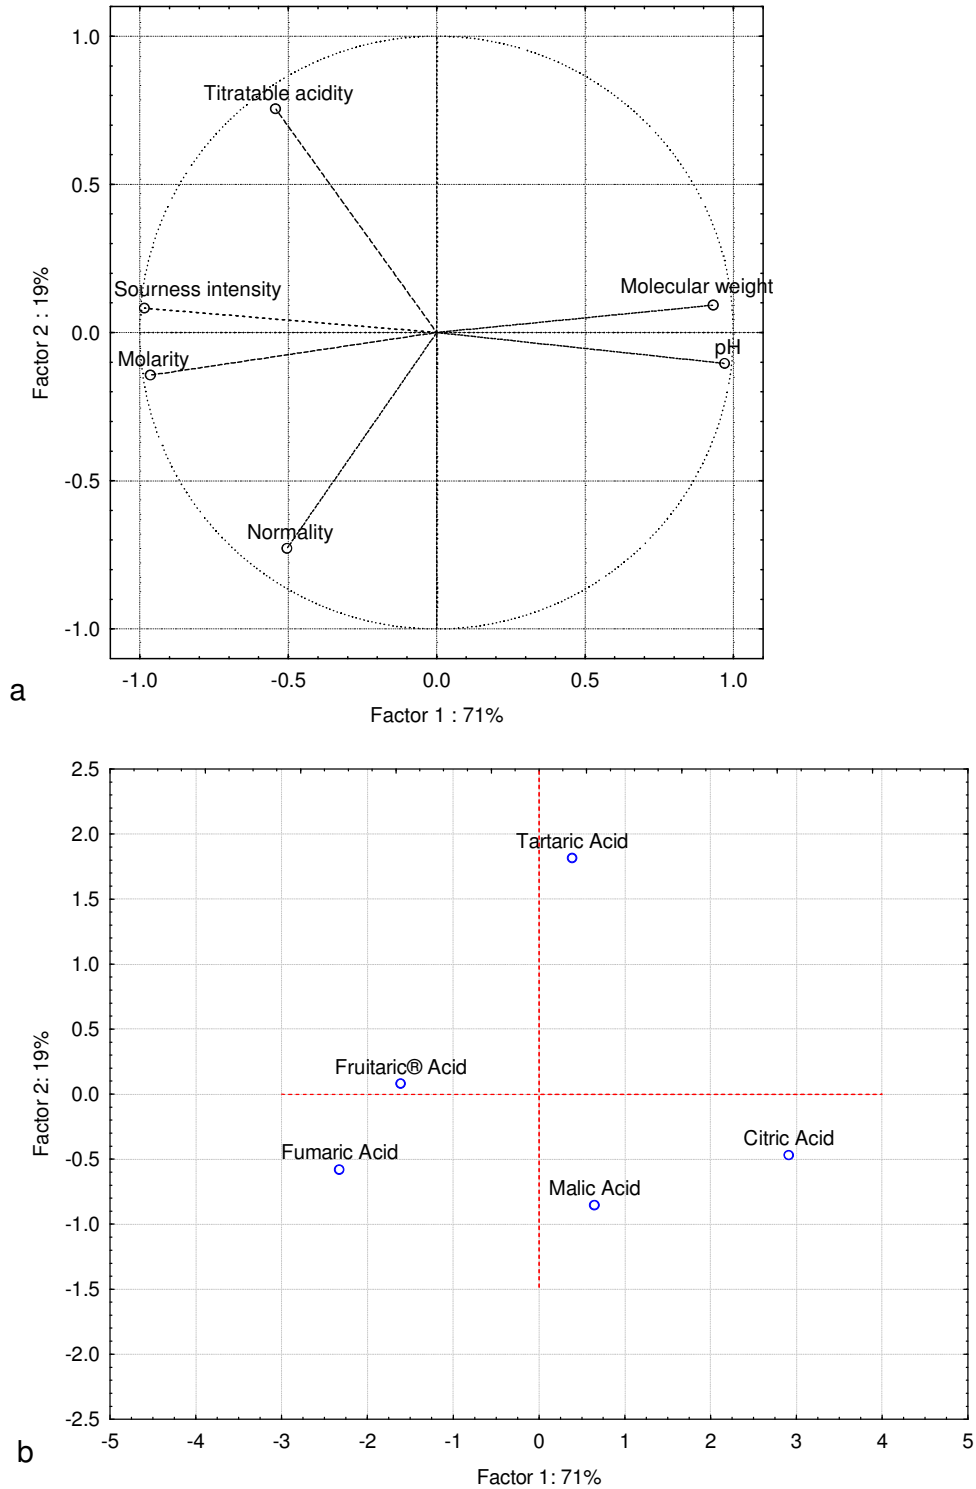 1.0
Titratable acidity
0.5
Molecular weight
Sourness intensity
0.0
pH
Molarity
Factor 2 : 19%
-0.5
Normality
-1.0
-1.0 -0.5 0.0 0.5 1.0
a
Factor 1 : 71%
2.5
2.0
Tartaric Acid
1.5
1.0
0.5
Fruitaric® Acid
0.0
Factor 2: 19%
Citric Acid
-0.5
Fumaric Acid
Malic Acid
-1.0
-1.5
-2.0
-2.5
b
-5 -4 -3 -2 -1 0 1 2 3 4 5
Factor 1: 71%